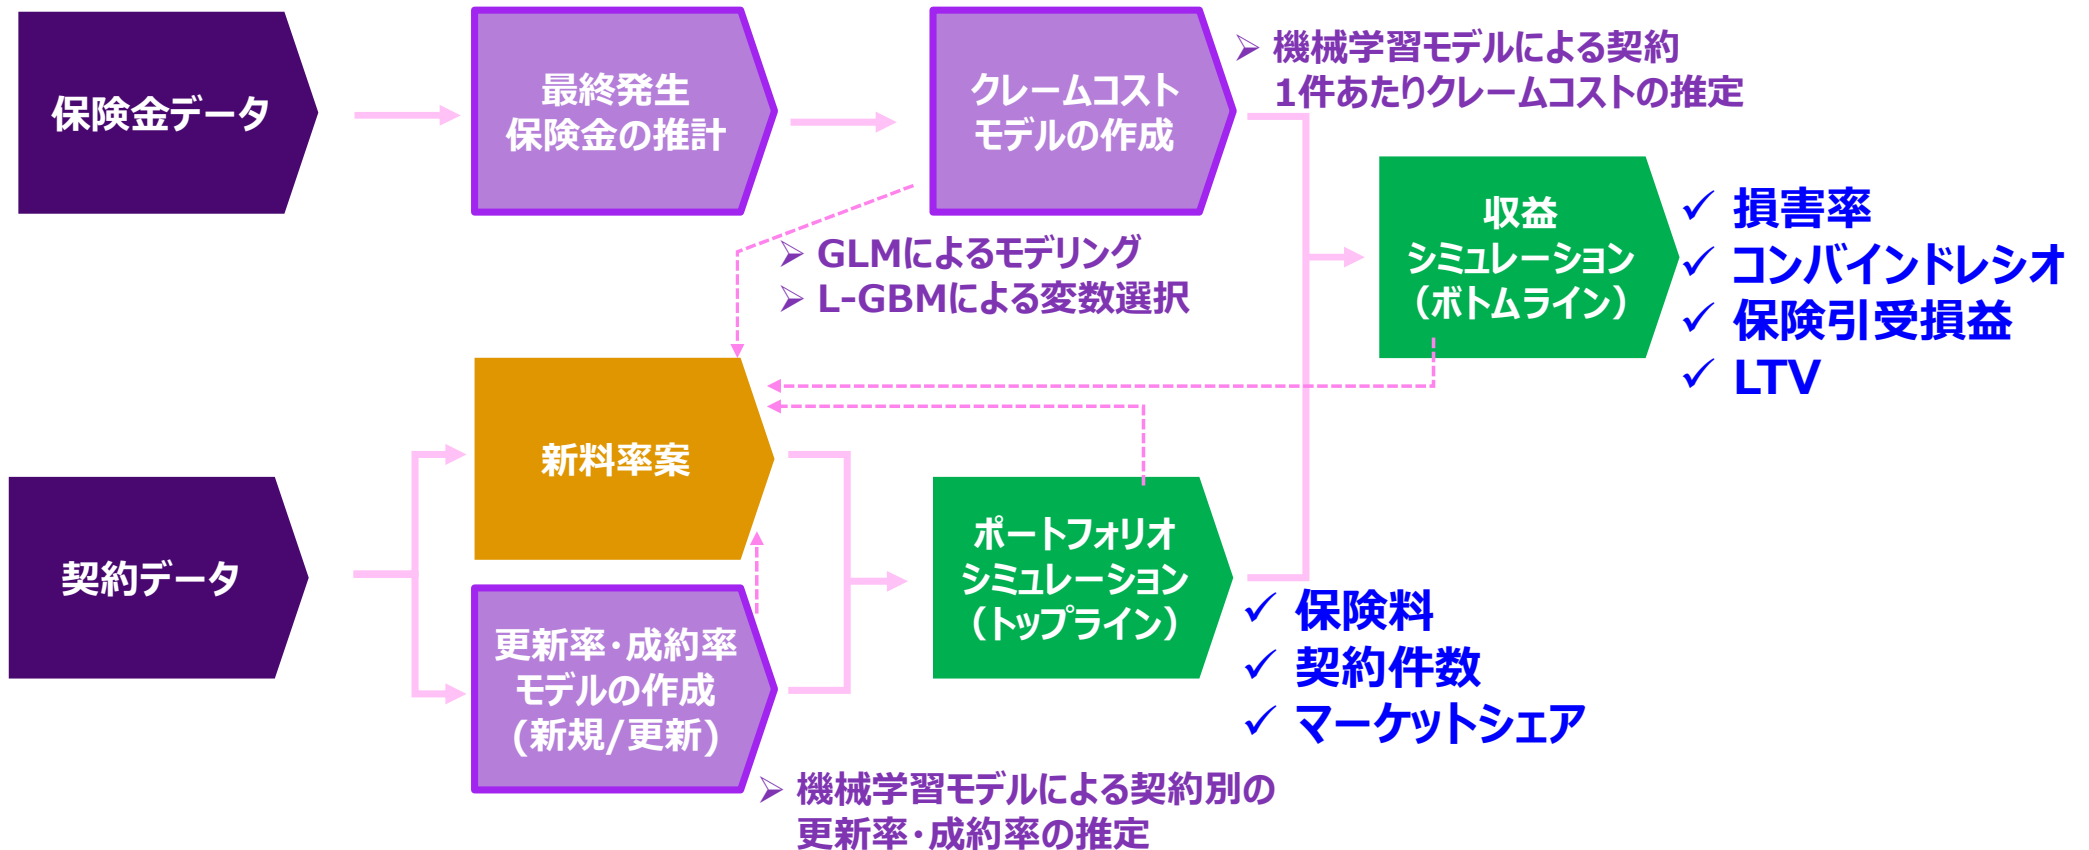 保険金データ
最終発生
保険金の推計
クレームコスト
モデルの作成
➢ 機械学習モデルによる契約
1件あたりクレームコストの推定
収益
シミュレーション
（ボトムライン）
✓ 損害率
✓ コンバインドレシオ
✓ 保険引受損益
✓ LTV
➢ GLMによるモデリング
➢ L-GBMによる変数選択
新料率案
契約データ
更新率・成約率
モデルの作成
(新規/更新)
ポートフォリオ
シミュレーション
（トップライン）
✓ 保険料
✓ 契約件数
✓ マーケットシェア
➢ 機械学習モデルによる契約別の
更新率・成約率の推定